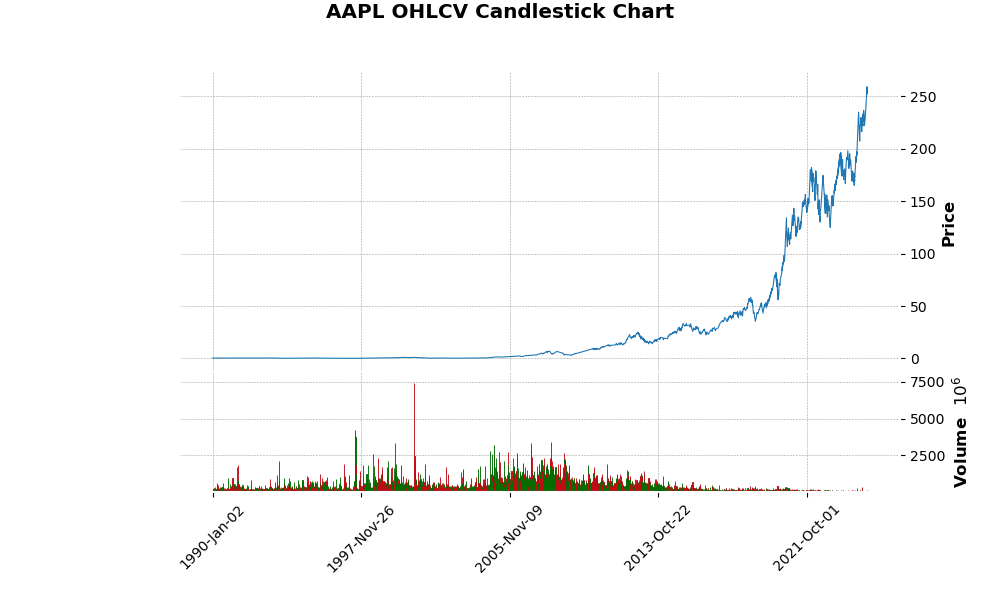 AAPL OHLCV Candlestick Chart
250
200
150
100
50
0
Price
7500
5000
2500
Volume 10^6
1990-Jan-02
1997-Nov-26
2005-Nov-09
2013-Oct-22
2021-Oct-01